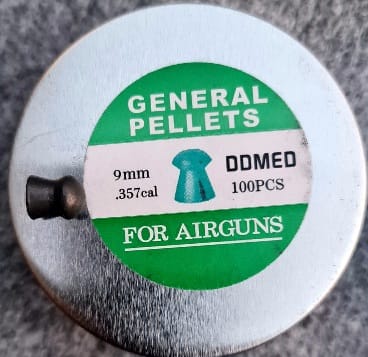 GENERAL
PELLETS
9mm
.357cal
DDMED
100PCS
FOR AIRGUNS